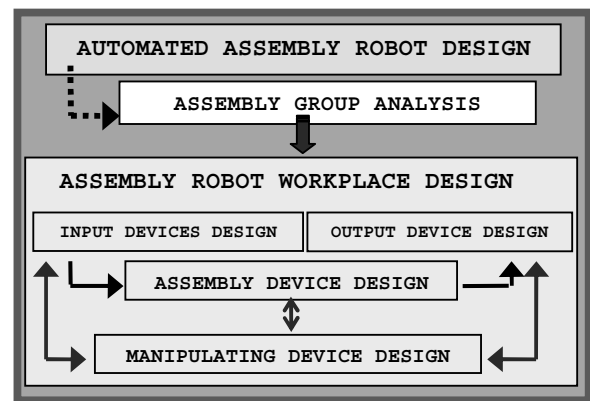 AUTOMATED ASSEMBLY ROBOT DESIGN
ASSEMBLY GROUP ANALYSIS
ASSEMBLY ROBOT WORKPLACE DESIGN
INPUT DEVICES DESIGN
OUTPUT DEVICE DESIGN
ASSEMBLY DEVICE DESIGN
MANIPULATING DEVICE DESIGN